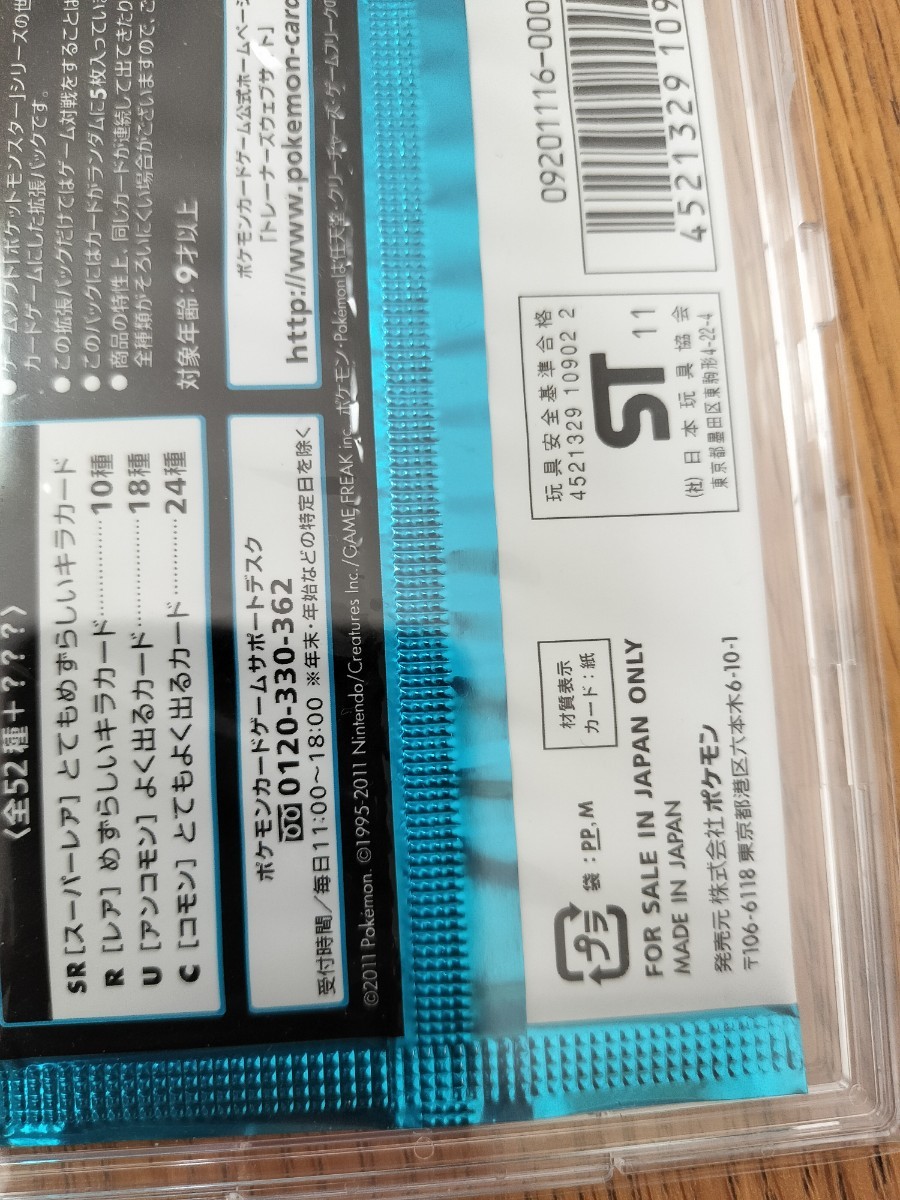 ゲームソフト「ポケットモンスター」シリーズの世
カードゲームにした拡張パックです。
●この拡張パックだけではゲーム対戦をすることは
●このパックにはカードがランダムに5枚入ってい
●商品の特性上、同じカードが連続して出てきたり
全種類がそろいにくい場合がございますので、ご
対象年齢：9才以上
ポケモンカードゲーム公式ホームページ
「トレーナーズウェブサイト」
http://www.pokemon-card
〈全52種＋？？？〉
SR［スーパーレア］とてもめずらしいキラカード
R［レア］めずらしいキラカード…………10種
U［アンコモン］よく出るカード…………18種
C［コモン］とてもよく出るカード…………24種
ポケモンカードゲームサポートデスク
0120-330-362
受付時間／毎日11:00〜18:00 ※年末・年始などの特定日を除く
©2011 Pokémon. ©1995-2011 Nintendo/Creatures Inc./GAME FREAK inc. ポケモン・Pokémonは任天堂・クリーチャーズ・ゲームフリークの
09201116-000
4521329 109
玩具安全基準合格
4521329 10902 2
ST 11
(社)日本玩具協会
東京都墨田区東駒形4-22-4
材質表示
カード：紙
プラ 袋：PP,M
FOR SALE IN JAPAN ONLY
MADE IN JAPAN
発売元 株式会社ポケモン
〒106-6118 東京都港区六本木6-10-1